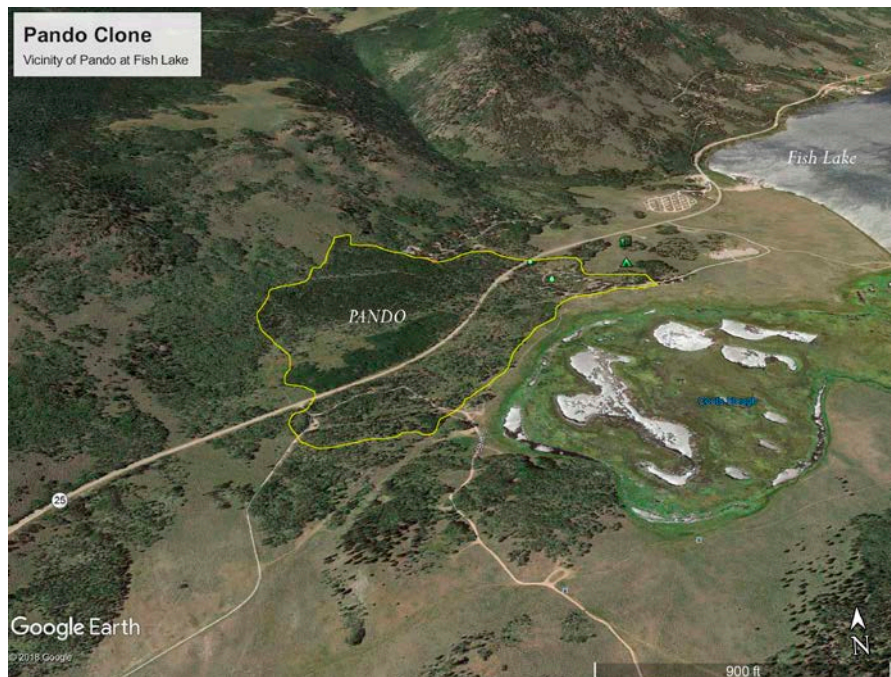 Pando Clone
Vicinity of Pando at Fish Lake
Fish Lake
PANDO
25
Google Earth
© 2018 Google
N
900 ft